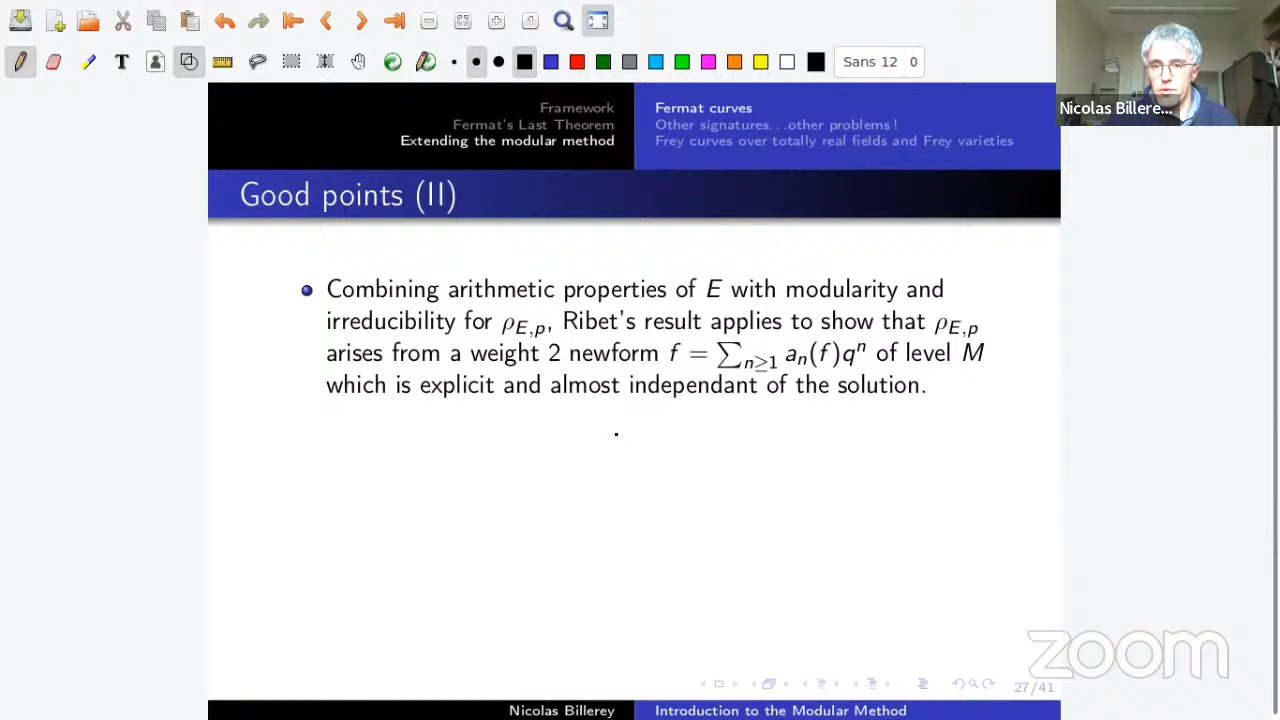 Sans 12 0
Nicolas Billere...
Framework
Fermat's Last Theorem
Extending the modular method
Fermat curves
Other signatures...other problems !
Frey curves over totally real fields and Frey varieties
Good points (II)
Combining arithmetic properties of E with modularity and
irreducibility for ρ_{E,p}, Ribet's result applies to show that ρ_{E,p}
arises from a weight 2 newform f = ∑_{n≥1} a_n(f)q^n of level M
which is explicit and almost independant of the solution.
zoom
27/41
Nicolas Billerey
Introduction to the Modular Method